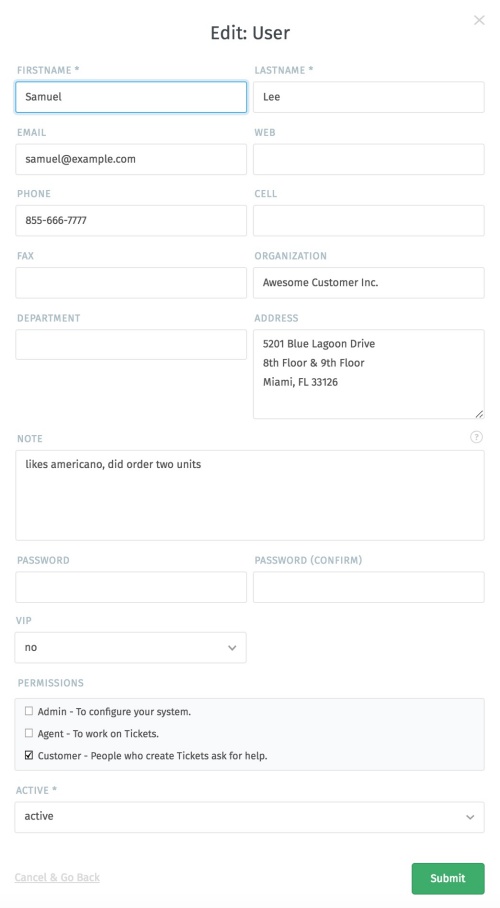 Edit: User
FIRSTNAME *
LASTNAME *
Samuel
Lee
EMAIL
WEB
samuel@example.com
PHONE
CELL
855-666-7777
FAX
ORGANIZATION
Awesome Customer Inc.
DEPARTMENT
ADDRESS
5201 Blue Lagoon Drive
8th Floor & 9th Floor
Miami, FL 33126
NOTE
?
likes americano, did order two units
PASSWORD
PASSWORD (CONFIRM)
VIP
no
PERMISSIONS
Admin - To configure your system.
Agent - To work on Tickets.
Customer - People who create Tickets ask for help.
ACTIVE *
active
Cancel & Go Back
Submit